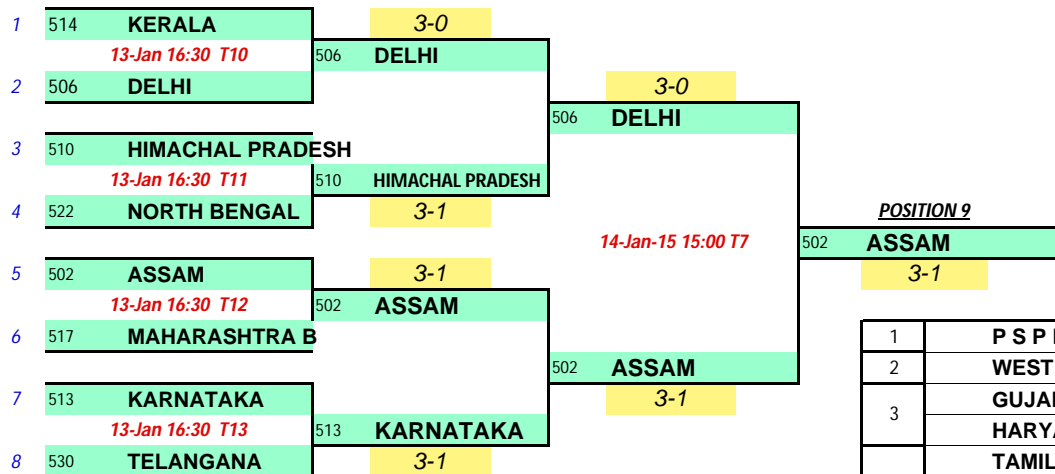 1 514 KERALA 3-0
13-Jan 16:30 T10 506 DELHI
2 506 DELHI 3-0
506 DELHI
3 510 HIMACHAL PRADESH
13-Jan 16:30 T11 510 HIMACHAL PRADESH
4 522 NORTH BENGAL 3-1 POSITION 9
14-Jan-15 15:00 T7 502 ASSAM
5 502 ASSAM 3-1 3-1
13-Jan 16:30 T12 502 ASSAM
6 517 MAHARASHTRA B 1 P S P
502 ASSAM 2 WEST
7 513 KARNATAKA 3-1 3
13-Jan 16:30 T13 513 KARNATAKA
8 530 TELANGANA 3-1 TAMIL